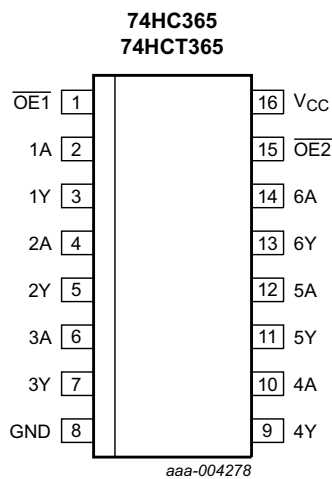 74HC365
74HCT365
OE1 1 16 VCC
1A 2 15 OE2
1Y 3 14 6A
2A 4 13 6Y
2Y 5 12 5A
3A 6 11 5Y
3Y 7 10 4A
GND 8 9 4Y
aaa-004278